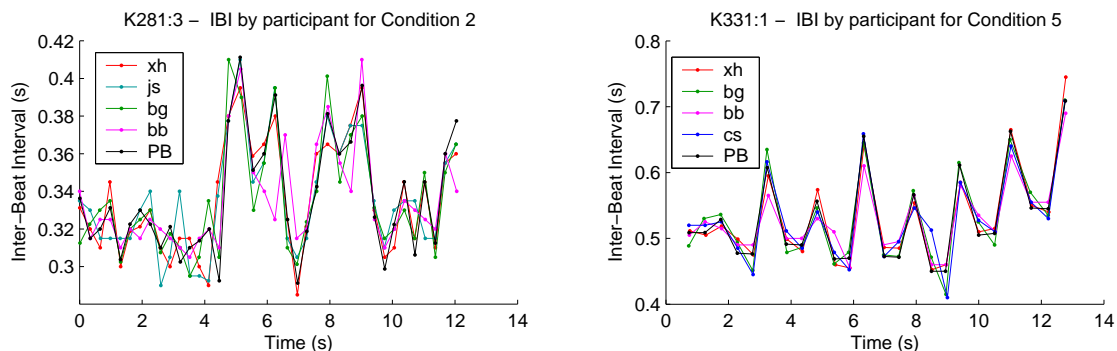 K281:3 – IBI by participant for Condition 2
Inter–Beat Interval (s)
0.42
0.4
0.38
0.36
0.34
0.32
0.3
xh
js
bg
bb
PB
0 2 4 6 8 10 12 14
Time (s)
K331:1 – IBI by participant for Condition 5
Inter–Beat Interval (s)
0.8
0.7
0.6
0.5
0.4
xh
bg
bb
cs
PB
0 2 4 6 8 10 12 14
Time (s)